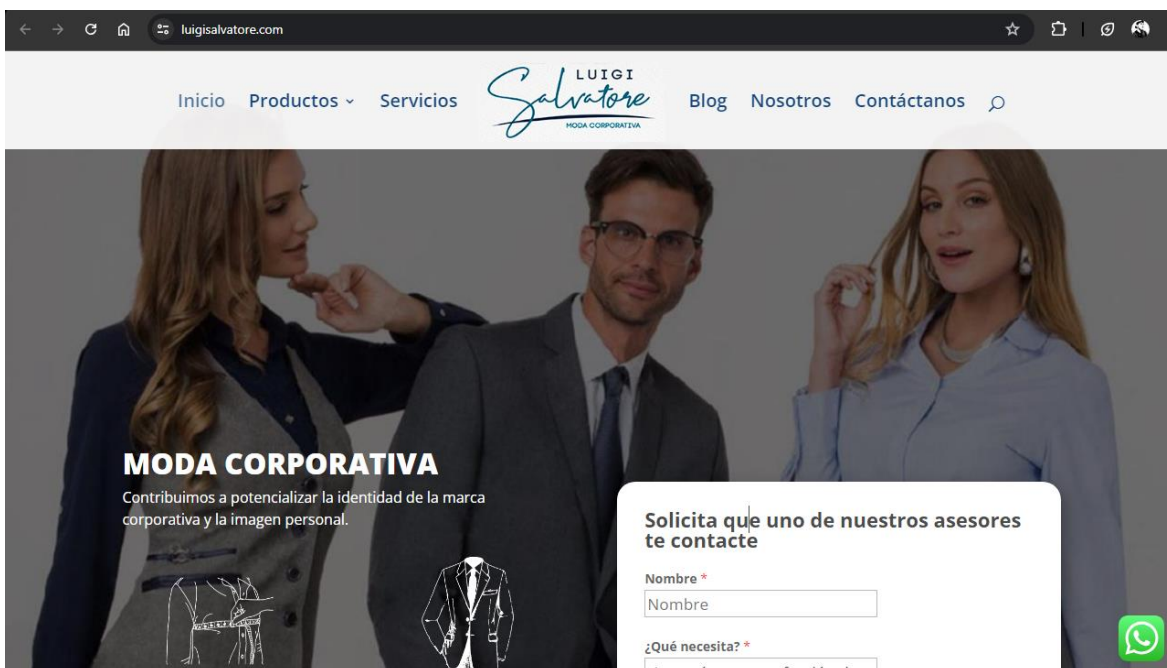 luigisalvatore.com
Inicio Productos Servicios LUIGI Salvatore MODA CORPORATIVA Blog Nosotros Contáctanos
MODA CORPORATIVA
Contribuimos a potencializar la identidad de la marca
corporativa y la imagen personal.
Solicita que uno de nuestros asesores
te contacte
Nombre *
Nombre
¿Qué necesita? *